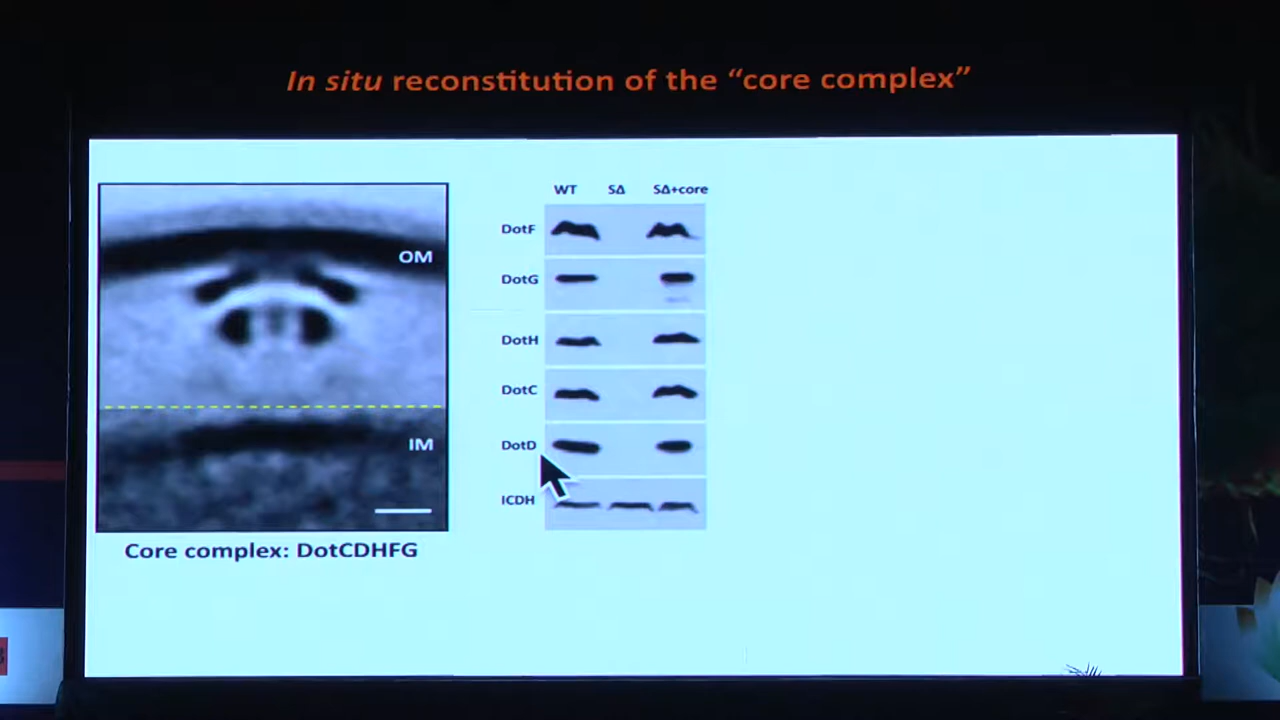 In situ reconstitution of the “core complex”
WT SΔ SΔ+core
DotF
DotG
DotH
DotC
DotD
ICDH
OM
IM
Core complex: DotCDHFG